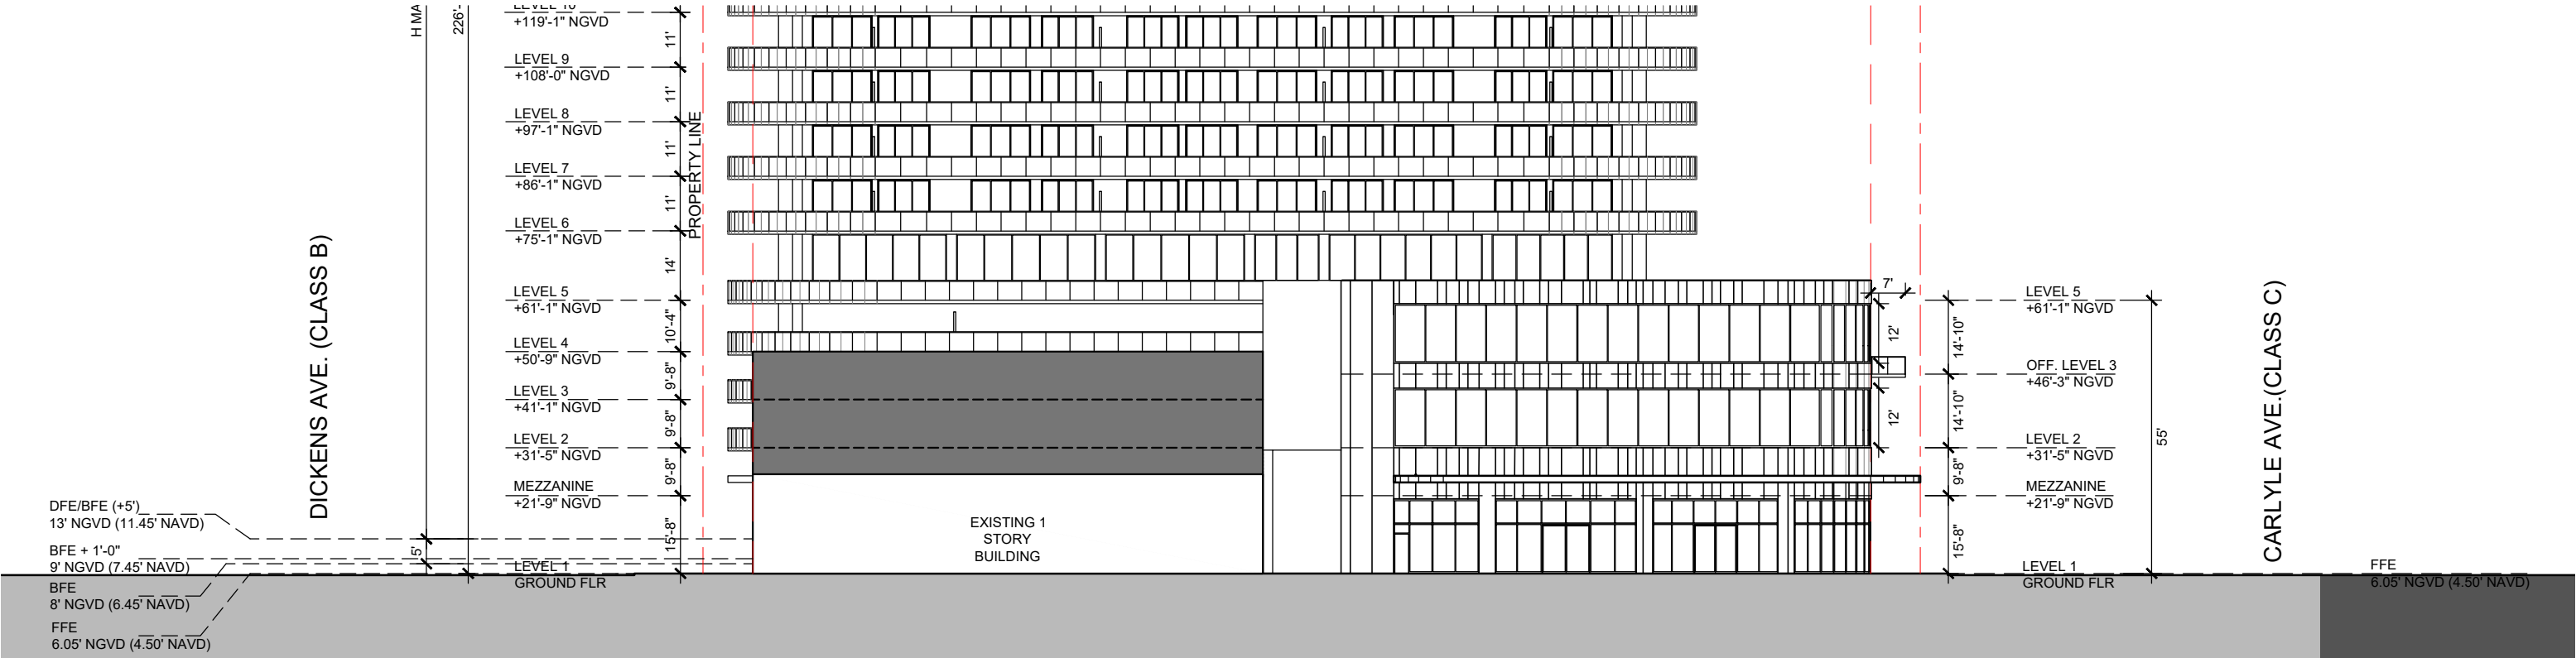 H MA
226'-
LEVEL 10
+119'-1" NGVD
11'
LEVEL 9
+108'-0" NGVD
11'
LEVEL 8
+97'-1" NGVD
11'
LEVEL 7
+86'-1" NGVD
11'
LEVEL 6
+75'-1" NGVD
14'
LEVEL 5
+61'-1" NGVD
10'-4"
LEVEL 4
+50'-9" NGVD
9'-8"
LEVEL 3
+41'-1" NGVD
9'-8"
LEVEL 2
+31'-5" NGVD
9'-8"
MEZZANINE
+21'-9" NGVD
15'-8"
LEVEL 1
GROUND FLR
PROPERTY LINE
DICKENS AVE. (CLASS B)
DFE/BFE (+5')
13' NGVD (11.45' NAVD)
5'
BFE + 1'-0"
9' NGVD (7.45' NAVD)
BFE
8' NGVD (6.45' NAVD)
FFE
6.05' NGVD (4.50' NAVD)
EXISTING 1
STORY
BUILDING
7'
12'
12'
LEVEL 5
+61'-1" NGVD
14'-10"
OFF. LEVEL 3
+46'-3" NGVD
14'-10"
LEVEL 2
+31'-5" NGVD
9'-8"
MEZZANINE
+21'-9" NGVD
15'-8"
LEVEL 1
GROUND FLR
55'
CARLYLE AVE.(CLASS C)
FFE
6.05' NGVD (4.50' NAVD)